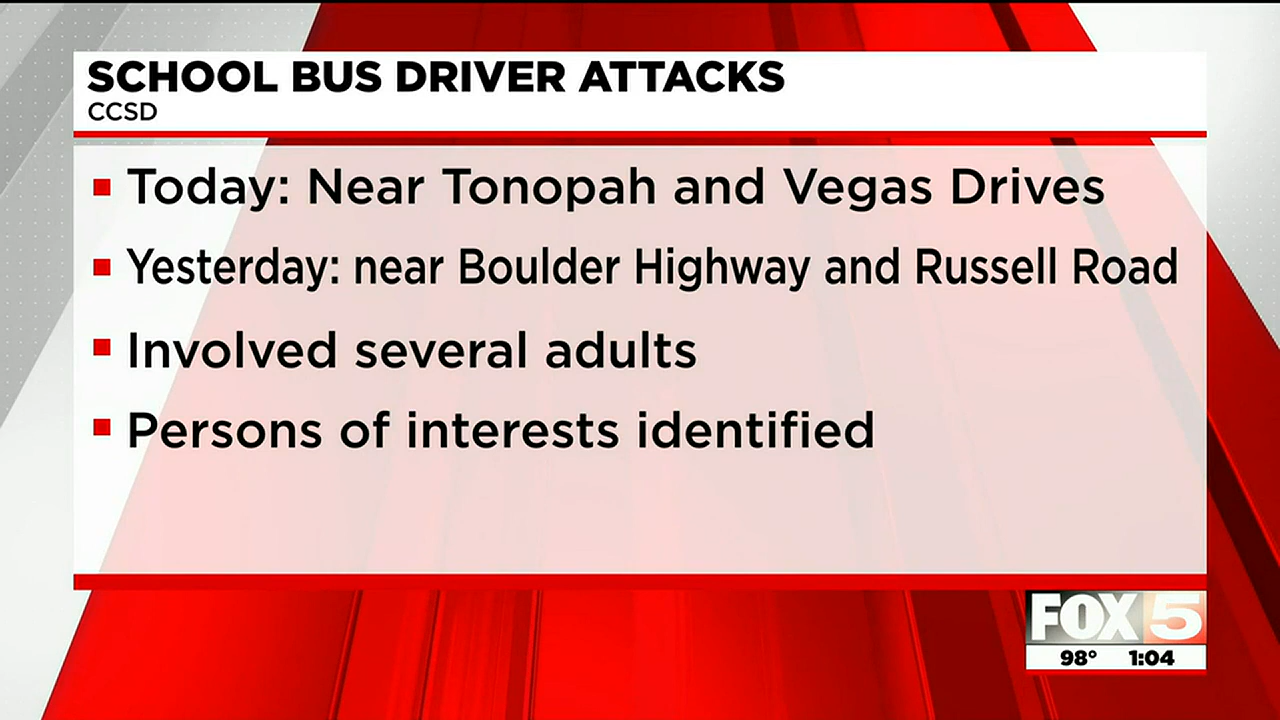 SCHOOL BUS DRIVER ATTACKS
CCSD
Today: Near Tonopah and Vegas Drives
Yesterday: near Boulder Highway and Russell Road
Involved several adults
Persons of interests identified
FOX 5
98° 1:04